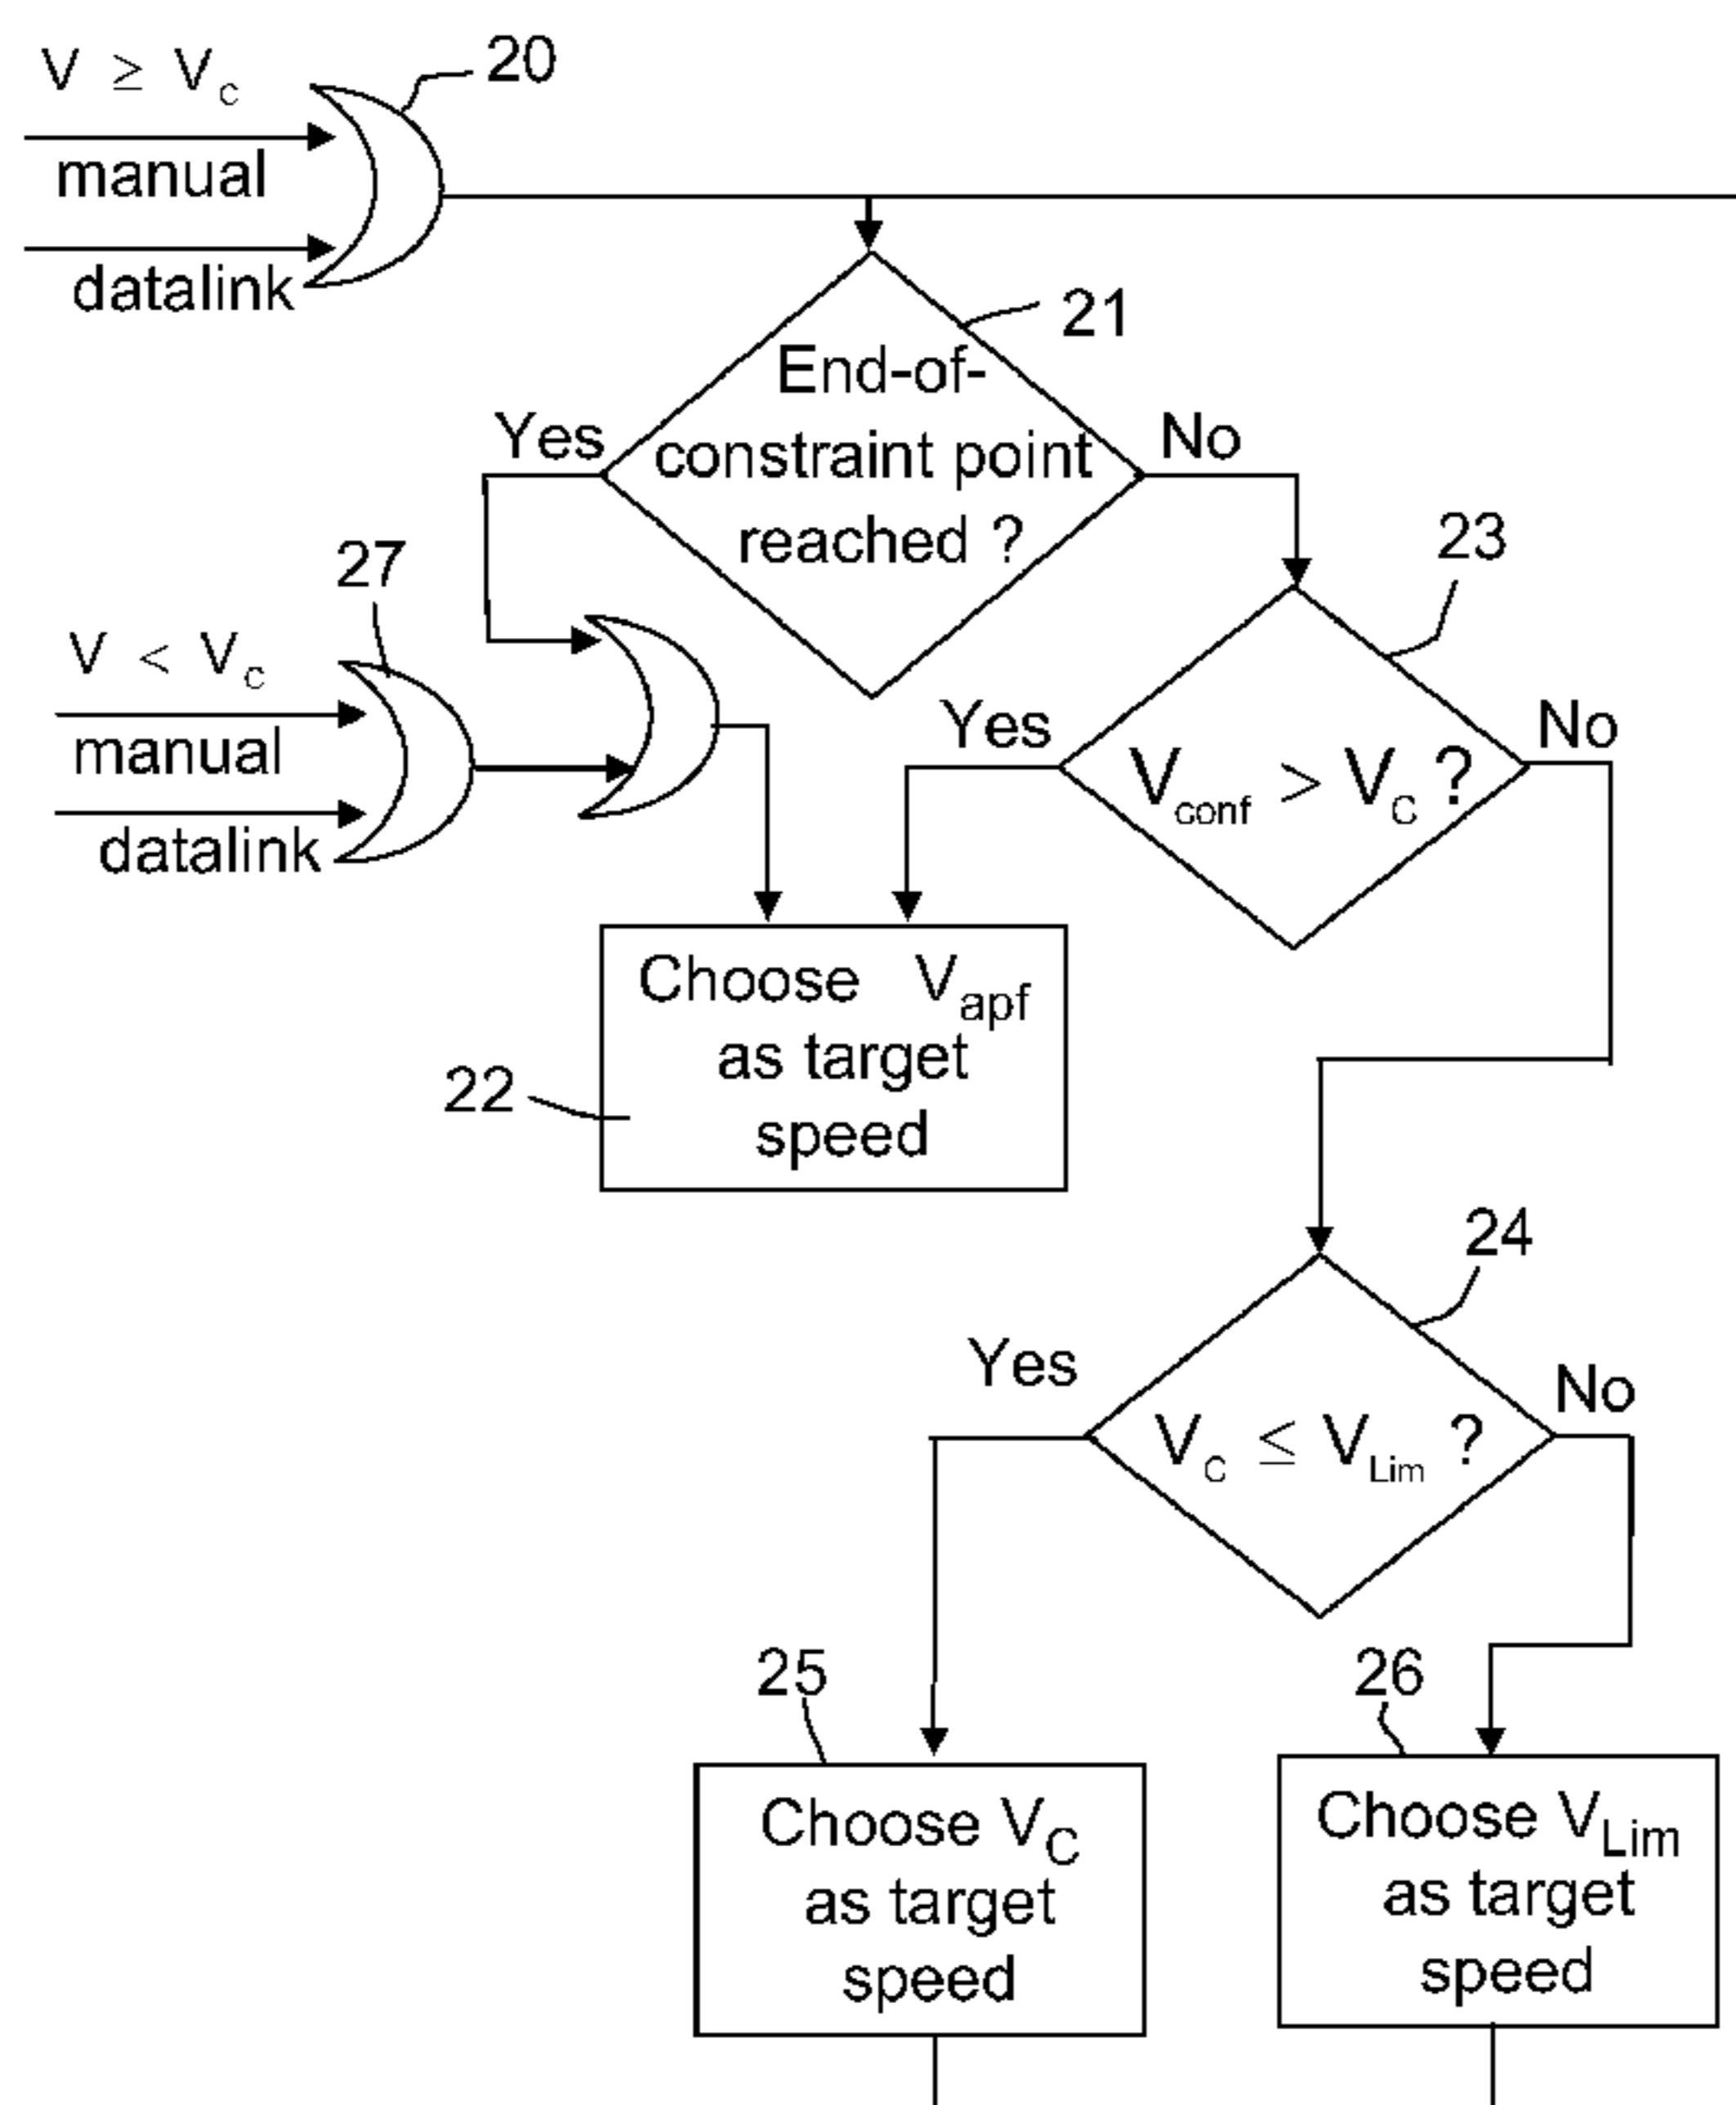 V ≥ Vc
20
manual
datalink
21
End-of-
constraint point
reached ?
Yes
No
27
V < Vc
manual
datalink
23
Yes
No
Vconf > VC ?
Choose Vapf
as target
speed
22
24
Yes
No
VC ≤ VLim ?
25
Choose VC
as target
speed
26
Choose VLim
as target
speed